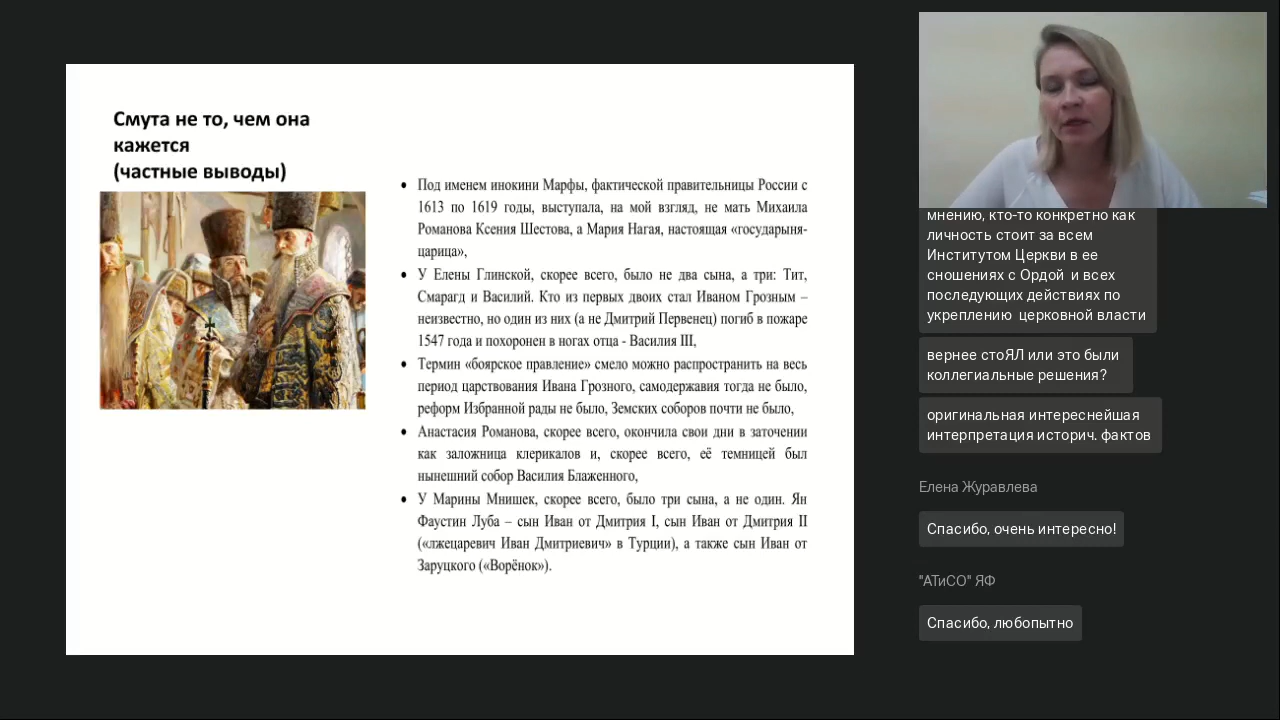 Смута не то, чем она
кажется
(частные выводы)
• Под именем инокини Марфы, фактической правительницы России с
1613 по 1619 годы, выступала, на мой взгляд, не мать Михаила
Романова Ксения Шестова, а Мария Нагая, настоящая «государыня-
царица»,
• У Елены Глинской, скорее всего, было не два сына, а три: Тит,
Смарагд и Василий. Кто из первых двоих стал Иваном Грозным –
неизвестно, но один из них (а не Дмитрий Первенец) погиб в пожаре
1547 года и похоронен в ногах отца - Василия III,
• Термин «боярское правление» смело можно распространить на весь
период царствования Ивана Грозного, самодержавия тогда не было,
реформ Избранной рады не было, Земских соборов почти не было,
• Анастасия Романова, скорее всего, окончила свои дни в заточении
как заложница клерикалов и, скорее всего, её темницей был
нынешний собор Василия Блаженного,
• У Марины Мнишек, скорее всего, было три сына, а не один. Ян
Фаустин Луба – сын Иван от Дмитрия I, сын Иван от Дмитрия II
(«лжецаревич Иван Дмитриевич» в Турции), а также сын Иван от
Заруцкого («Ворёнок»).
мнению, кто-то конкретно как
личность стоит за всем
Институтом Церкви в ее
сношениях с Ордой и всех
последующих действиях по
укреплению церковной власти
вернее стоЯЛ или это были
коллегиальные решения?
оригинальная интереснейшая
интерпретация историч. фактов
Елена Журавлева
Спасибо, очень интересно!
"АТиСО" ЯФ
Спасибо, любопытно